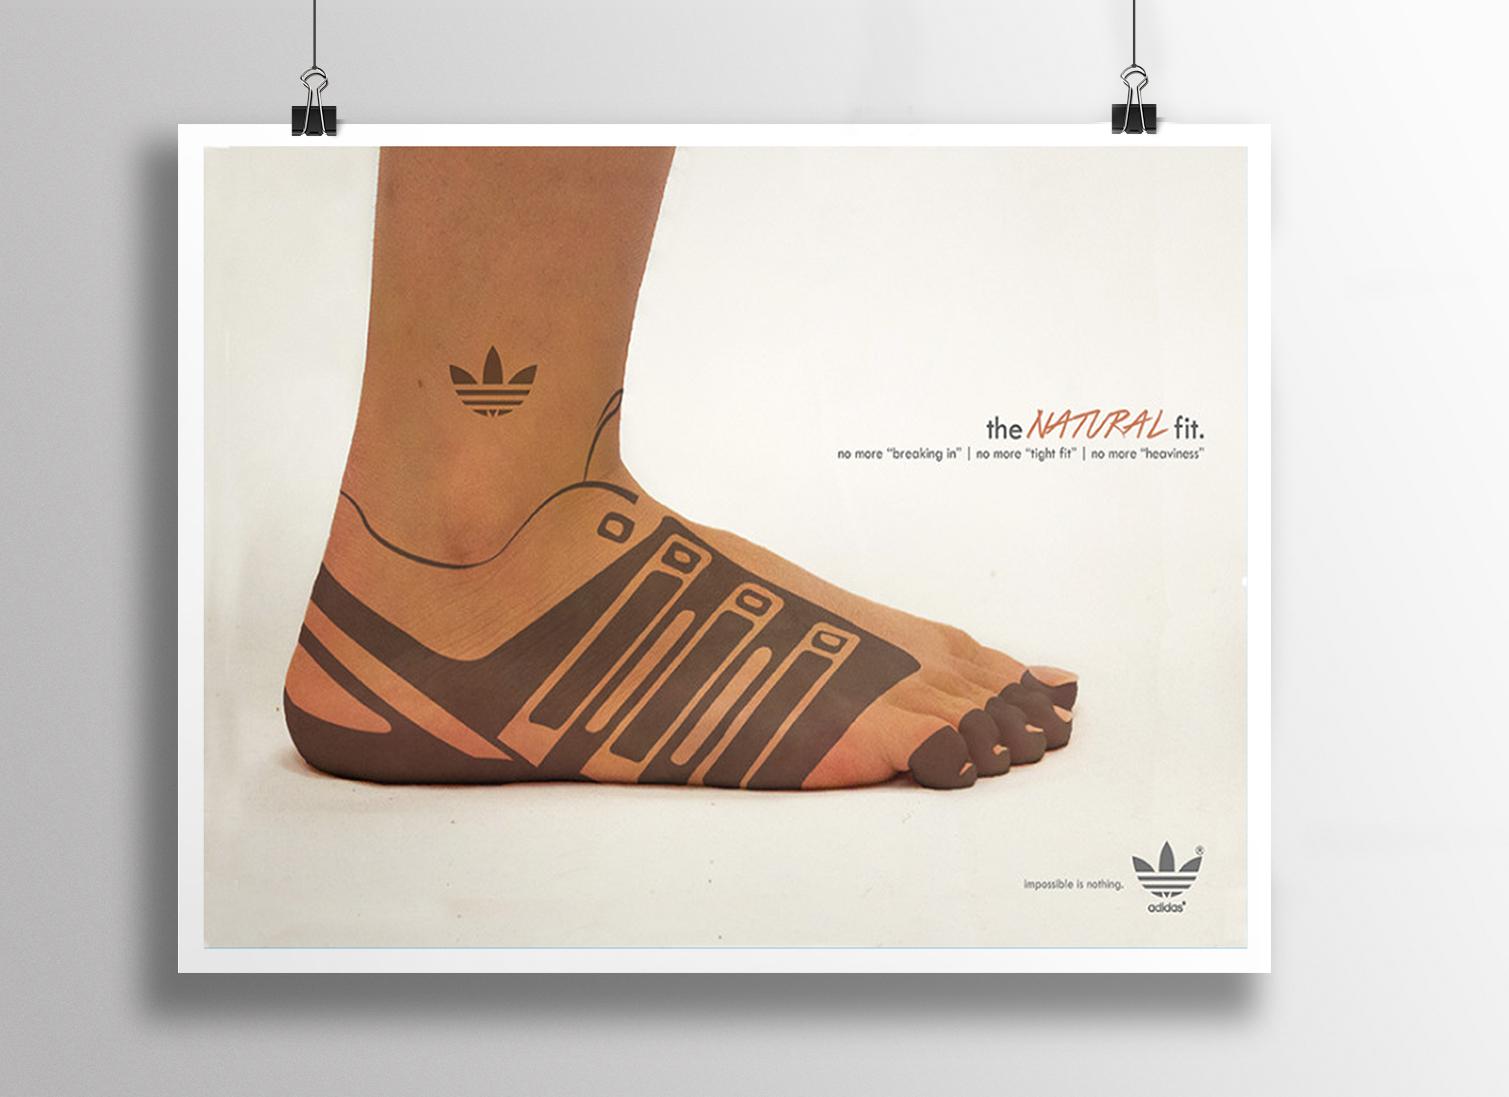 the NATURAL fit.
no more “breaking in” | no more “tight fit” | no more “heaviness”
impossible is nothing.
®
adidas®